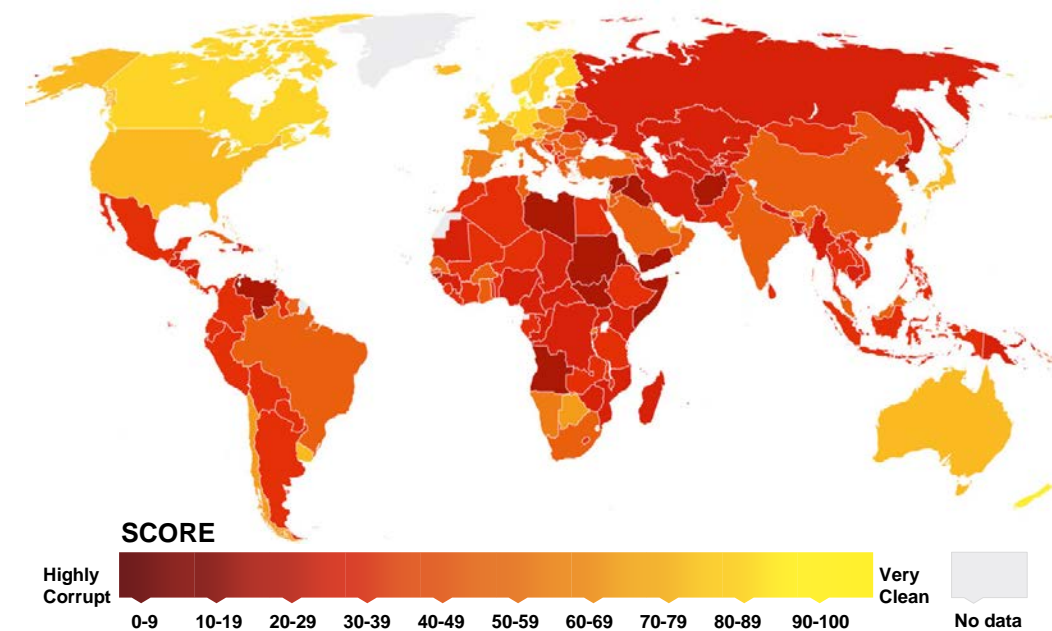 SCORE
Highly
Corrupt
Very
Clean
0-9 10-19 20-29 30-39 40-49 50-59 60-69 70-79 80-89 90-100 No data